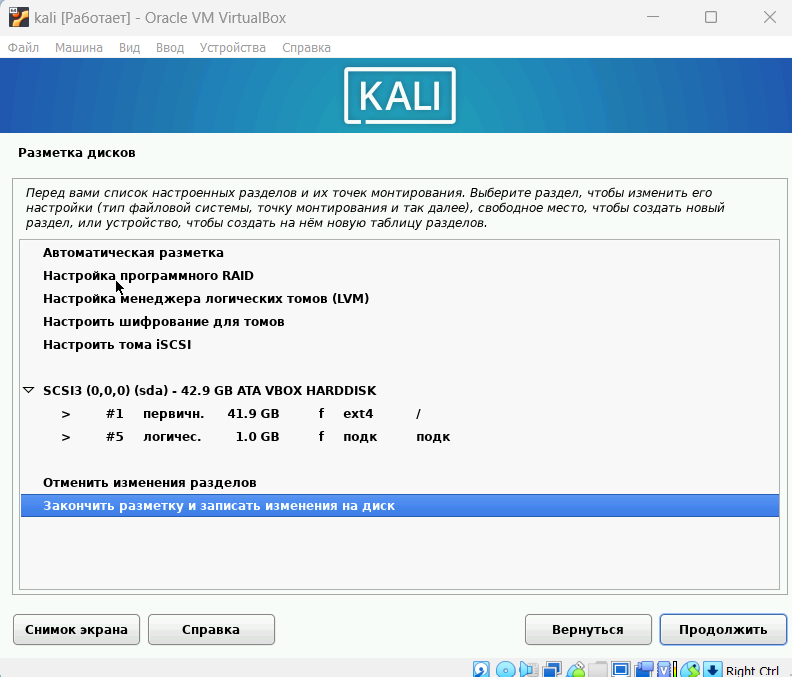 kali [Работает] - Oracle VM VirtualBox
Файл Машина Вид Ввод Устройства Справка
KALI
Разметка дисков
Перед вами список настроенных разделов и их точек монтирования. Выберите раздел, чтобы изменить его
настройки (тип файловой системы, точку монтирования и так далее), свободное место, чтобы создать новый
раздел, или устройство, чтобы создать на нём новую таблицу разделов.
Автоматическая разметка
Настройка программного RAID
Настройка менеджера логических томов (LVM)
Настроить шифрование для томов
Настроить тома iSCSI
SCSI3 (0,0,0) (sda) - 42.9 GB ATA VBOX HARDDISK
> #1 первичн. 41.9 GB f ext4 /
> #5 логичес. 1.0 GB f подк подк
Отменить изменения разделов
Закончить разметку и записать изменения на диск
Снимок экрана Справка Вернуться Продолжить
Right Ctrl